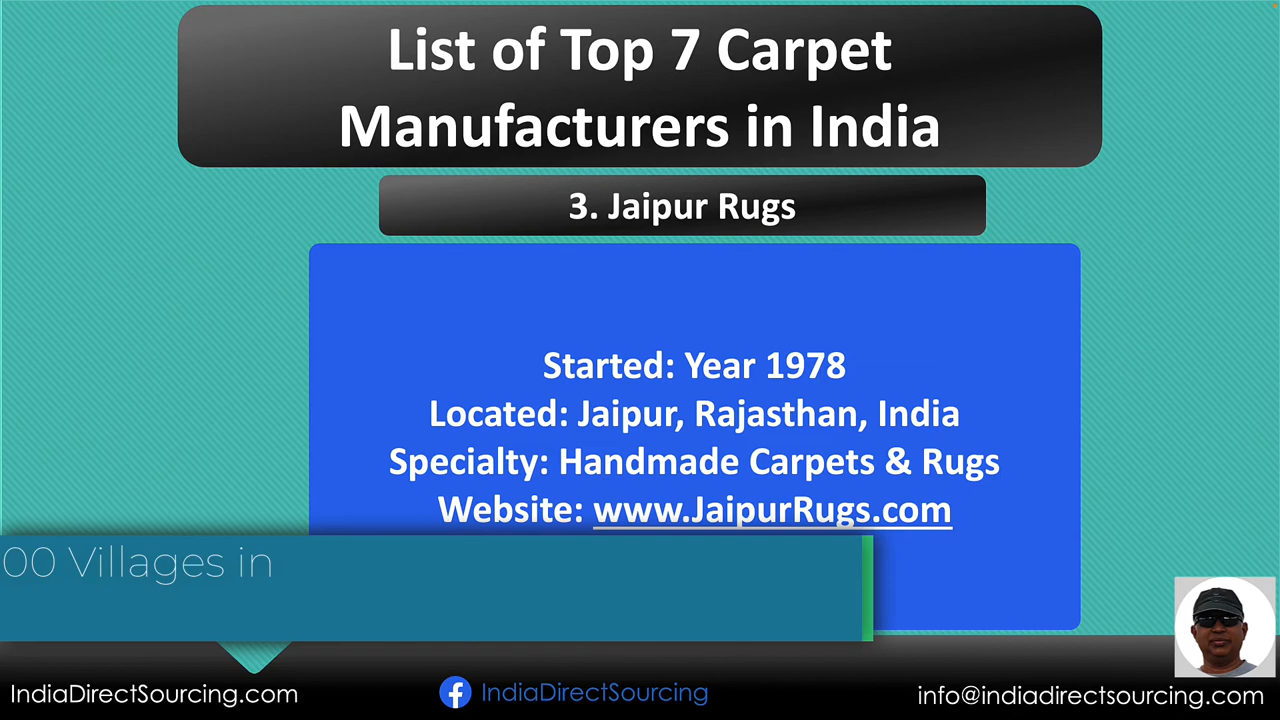 List of Top 7 Carpet
Manufacturers in India
3. Jaipur Rugs
Started: Year 1978
Located: Jaipur, Rajasthan, India
Specialty: Handmade Carpets & Rugs
Website: www.JaipurRugs.com
00 Villages in
IndiaDirectSourcing.com
IndiaDirectSourcing
info@indiadirectsourcing.com